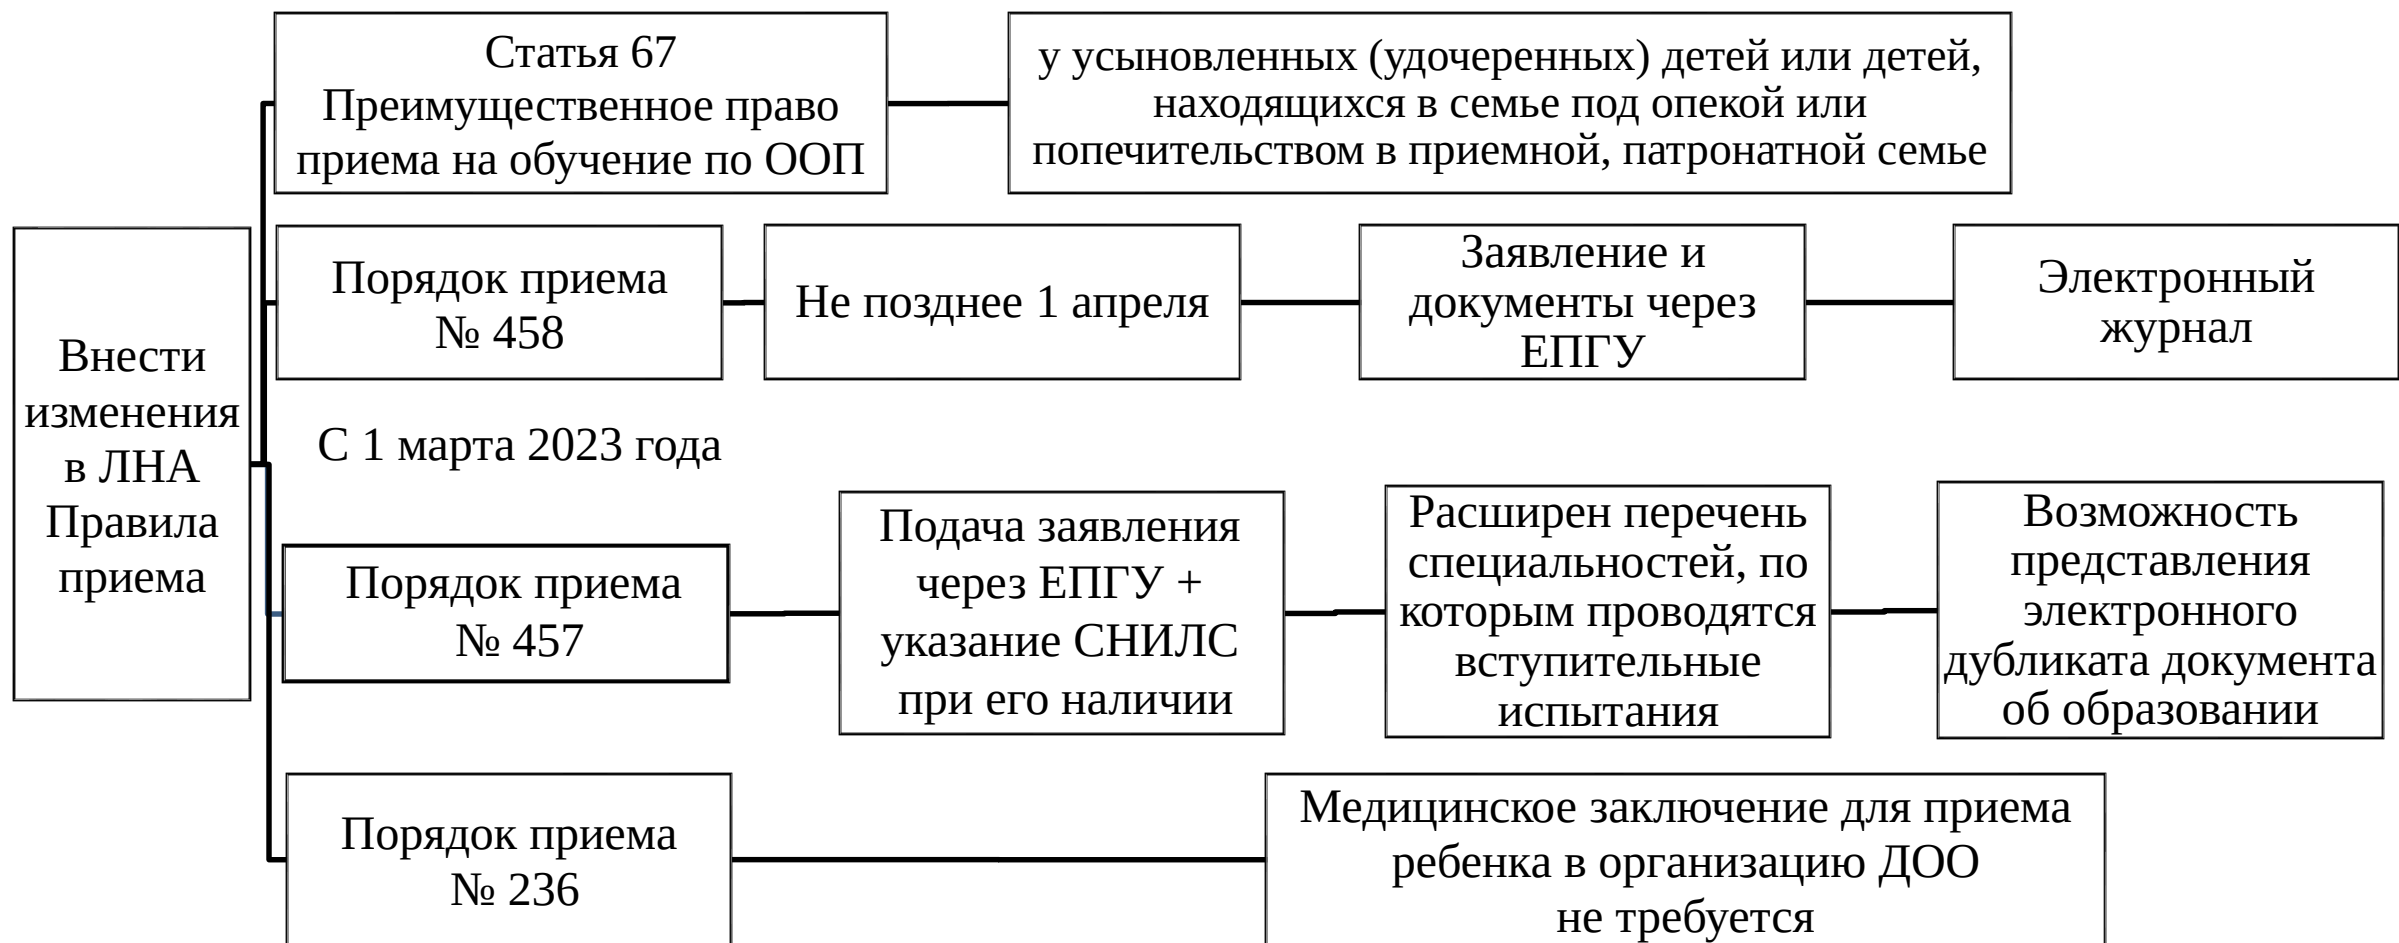 Внести
изменения
в ЛНА
Правила
приема
Статья 67
Преимущественное право
приема на обучение по ООП
у усыновленных (удочеренных) детей или детей,
находящихся в семье под опекой или
попечительством в приемной, патронатной семье
Порядок приема
№ 458
Не позднее 1 апреля
Заявление и
документы через
ЕПГУ
Электронный
журнал
С 1 марта 2023 года
Порядок приема
№ 457
Подача заявления
через ЕПГУ +
указание СНИЛС
при его наличии
Расширен перечень
специальностей, по
которым проводятся
вступительные
испытания
Возможность
представления
электронного
дубликата документа
об образовании
Порядок приема
№ 236
Медицинское заключение для приема
ребенка в организацию ДОО
не требуется